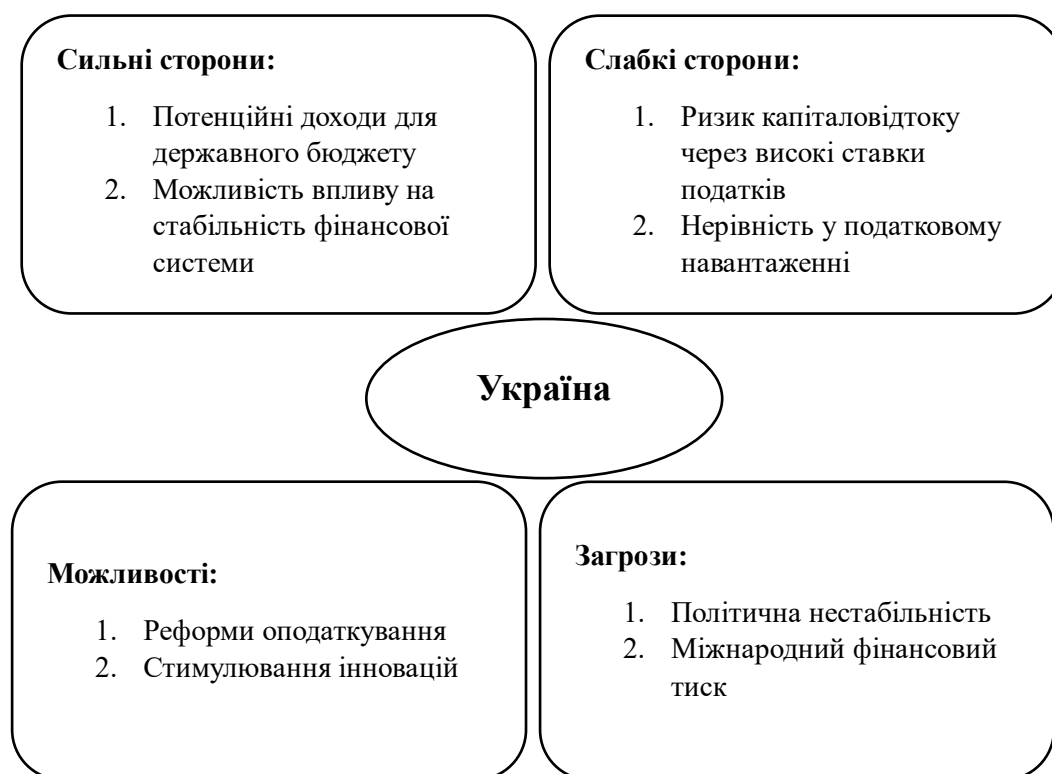 Сильні сторони:
1. Потенційні доходи для
державного бюджету
2. Можливість впливу на
стабільність фінансової
системи
Слабкі сторони:
1. Ризик капіталовідтоку
через високі ставки
податків
2. Нерівність у податковому
навантаженні
Україна
Можливості:
1. Реформи оподаткування
2. Стимулювання інновацій
Загрози:
1. Політична нестабільність
2. Міжнародний фінансовий
тиск